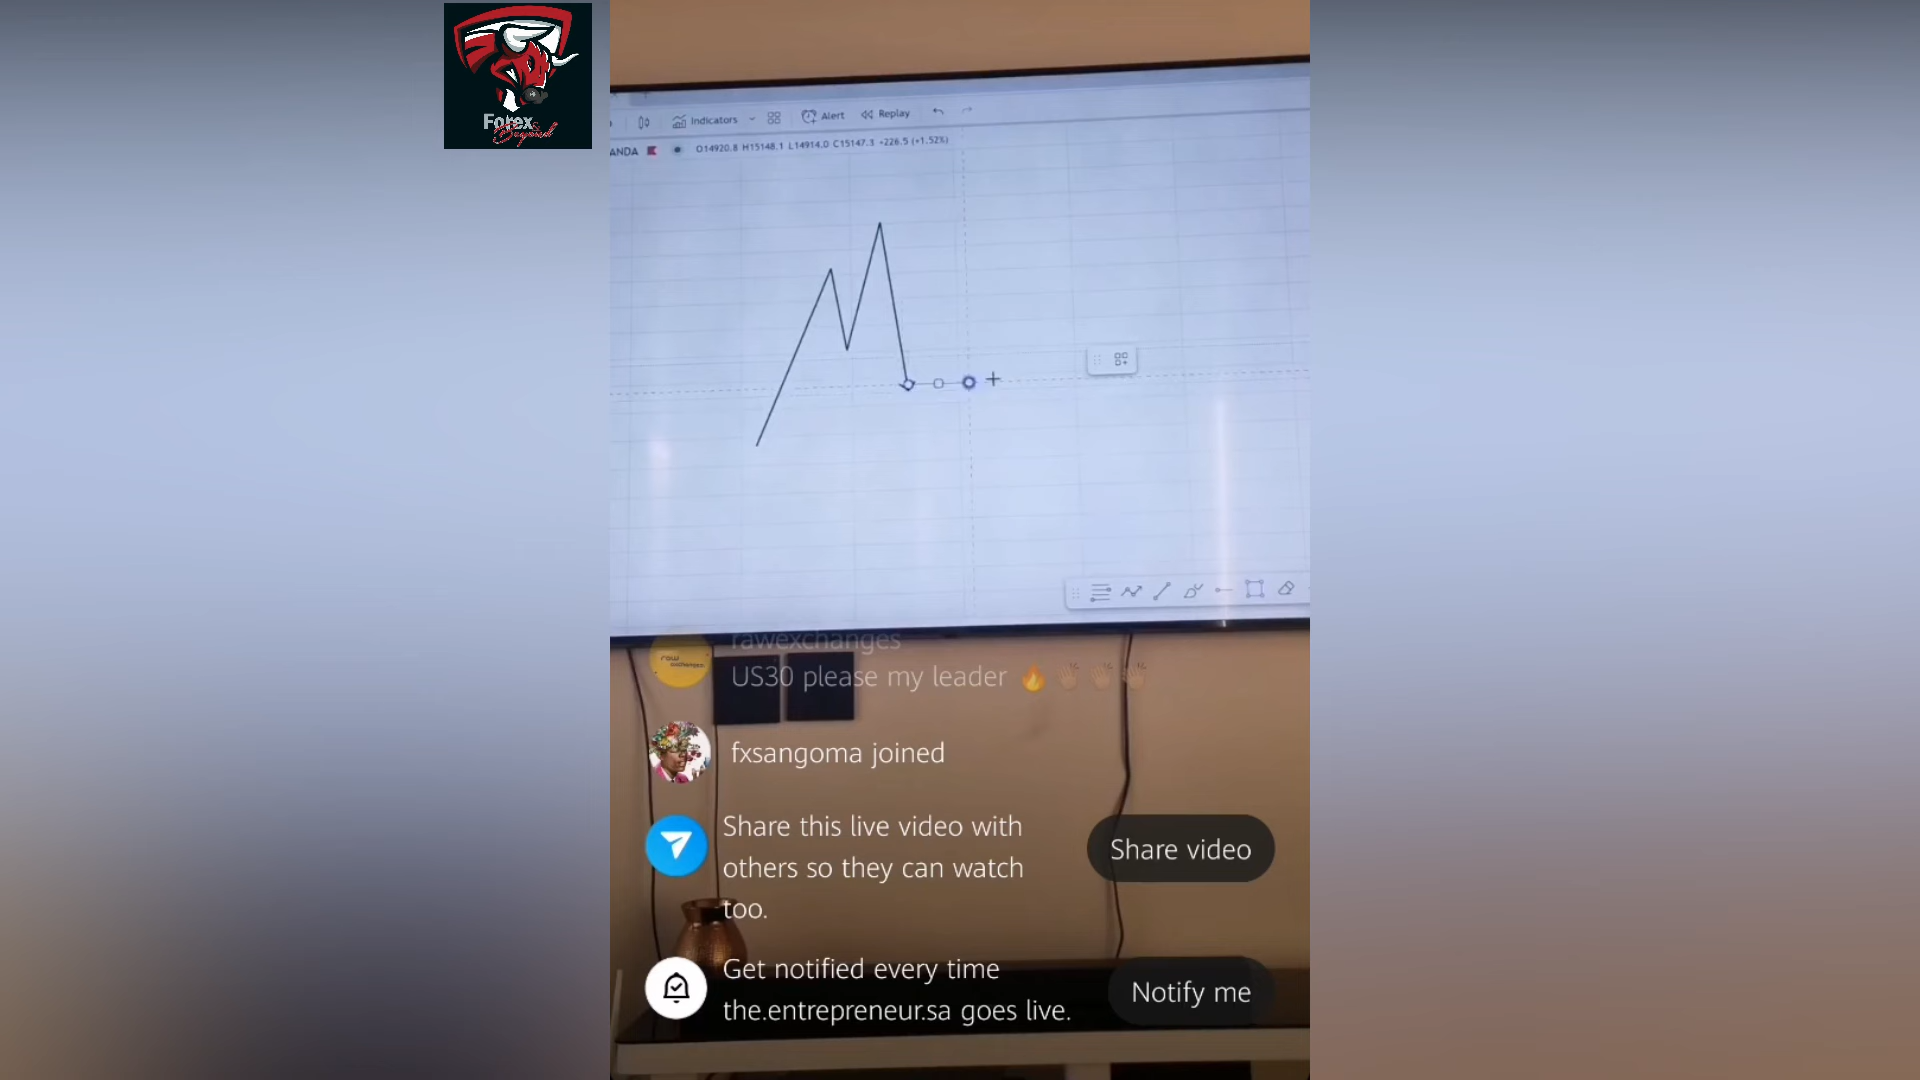 Forex &
Beyond
Indicators
Alert
Replay
ANDA
O14920.8 H15148.1 L14914.0 C15147.3 +226.5 (+1.52%)
rawexchanges
US30 please my leader 🔥 👏🏽 👏🏽 👏🏽
fxsangoma joined
Share this live video with
others so they can watch
too.
Share video
Get notified every time
the.entrepreneur.sa goes live.
Notify me